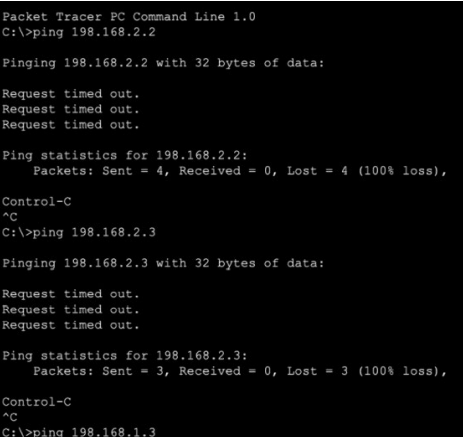 Packet Tracer PC Command Line 1.0
C:\>ping 198.168.2.2
Pinging 198.168.2.2 with 32 bytes of data:
Request timed out.
Request timed out.
Request timed out.
Ping statistics for 198.168.2.2:
Packets: Sent = 4, Received = 0, Lost = 4 (100% loss),
Control-C
^C
C:\>ping 198.168.2.3
Pinging 198.168.2.3 with 32 bytes of data:
Request timed out.
Request timed out.
Request timed out.
Ping statistics for 198.168.2.3:
Packets: Sent = 3, Received = 0, Lost = 3 (100% loss),
Control-C
^C
C:\>ping 198.168.1.3